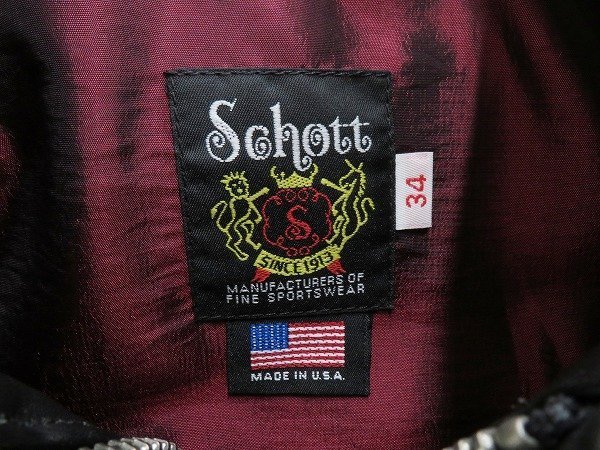 Schott
34
S
SINCE 1913
MANUFACTURERS OF
FINE SPORTSWEAR
MADE IN U.S.A.